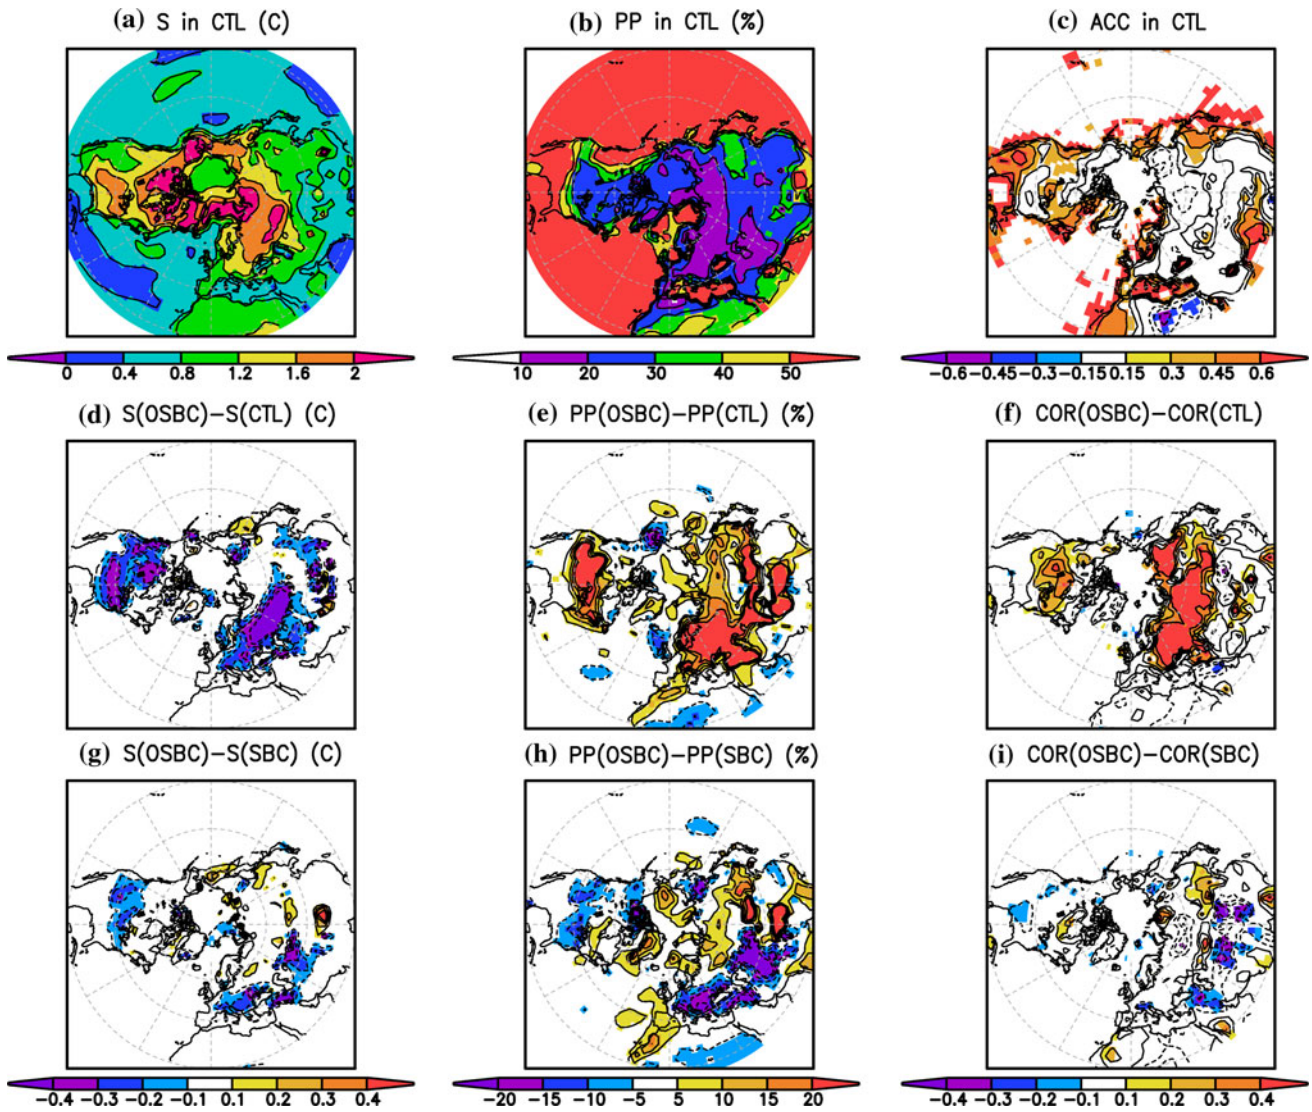 (a) S in CTL (C)
(b) PP in CTL (%)
(c) ACC in CTL
0 0.4 0.8 1.2 1.6 2
10 20 30 40 50
-0.6 -0.45 -0.3 -0.15 0.15 0.3 0.45 0.6
(d) S(OSBC)-S(CTL) (C)
(e) PP(OSBC)-PP(CTL) (%)
(f) COR(OSBC)-COR(CTL)
(g) S(OSBC)-S(SBC) (C)
(h) PP(OSBC)-PP(SBC) (%)
(i) COR(OSBC)-COR(SBC)
-0.4 -0.3 -0.2 -0.1 0.1 0.2 0.3 0.4
-20 -15 -10 -5 5 10 15 20
-0.4 -0.3 -0.2 -0.1 0.1 0.2 0.3 0.4